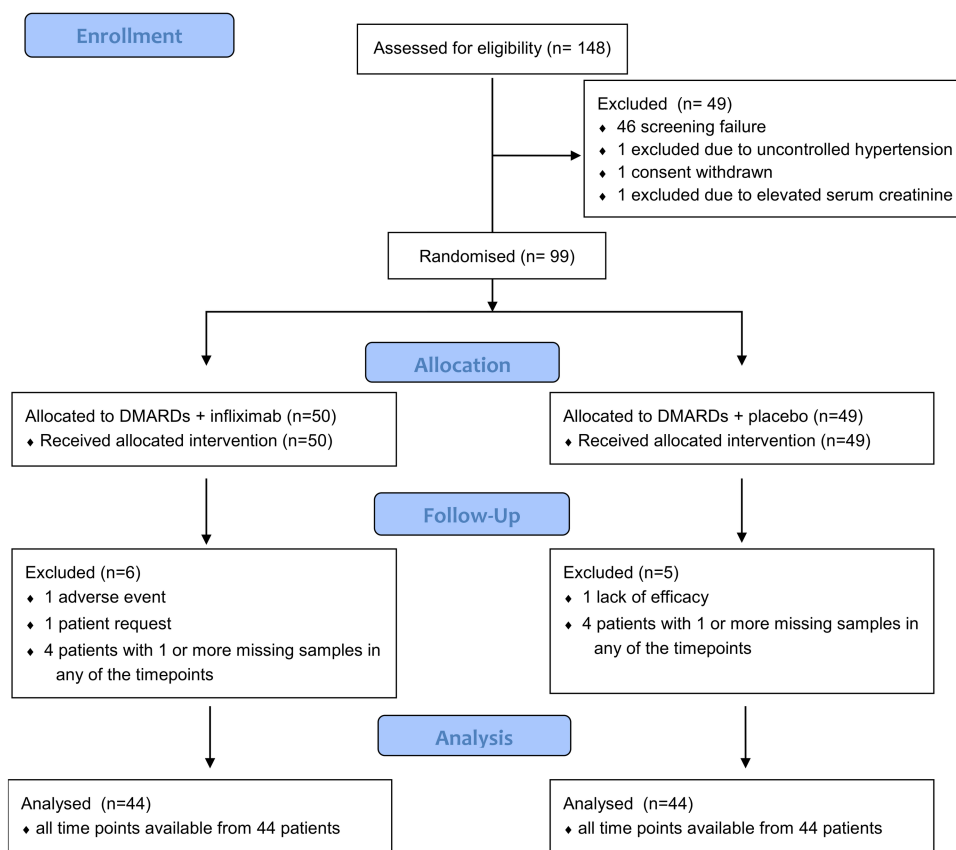 Enrollment
Assessed for eligibility (n= 148)
Excluded (n= 49)
♦ 46 screening failure
♦ 1 excluded due to uncontrolled hypertension
♦ 1 consent withdrawn
♦ 1 excluded due to elevated serum creatinine
Randomised (n= 99)
Allocation
Allocated to DMARDs + infliximab (n=50)
♦ Received allocated intervention (n=50)
Allocated to DMARDs + placebo (n=49)
♦ Received allocated intervention (n=49)
Follow-Up
Excluded (n=6)
♦ 1 adverse event
♦ 1 patient request
♦ 4 patients with 1 or more missing samples in
any of the timepoints
Excluded (n=5)
♦ 1 lack of efficacy
♦ 4 patients with 1 or more missing samples in
any of the timepoints
Analysis
Analysed (n=44)
♦ all time points available from 44 patients
Analysed (n=44)
♦ all time points available from 44 patients